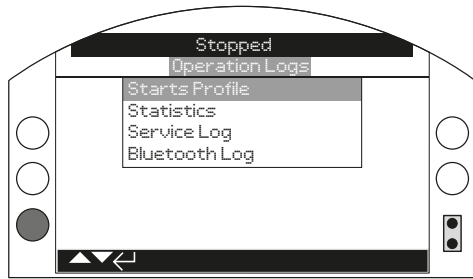 Stopped
Operation Logs
Starts Profile
Statistics
Service Log
Bluetooth Log